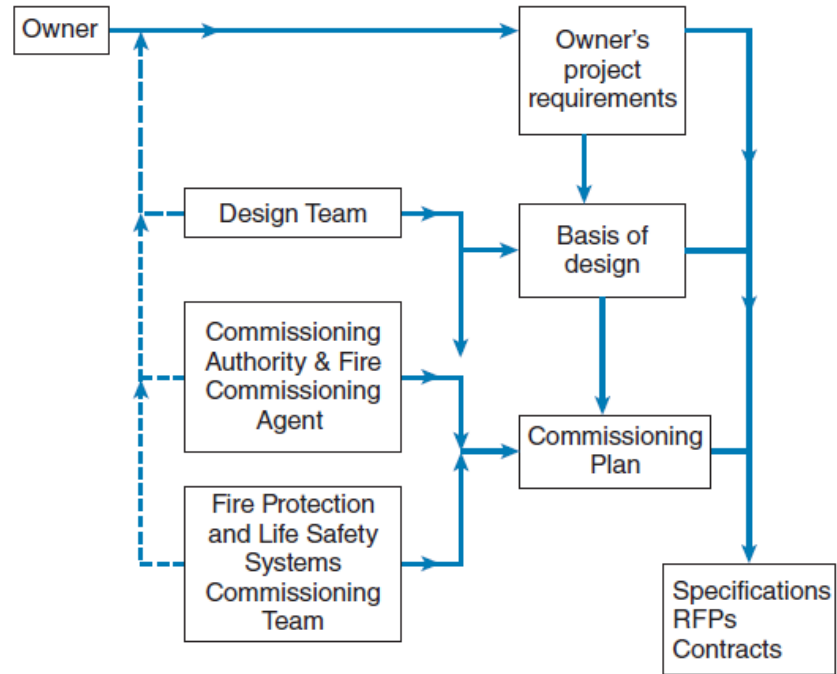 Owner
Owner's
project
requirements
Design Team
Basis of
design
Commissioning
Authority & Fire
Commissioning
Agent
Commissioning
Plan
Fire Protection
and Life Safety
Systems
Commissioning
Team
Specifications
RFPs
Contracts